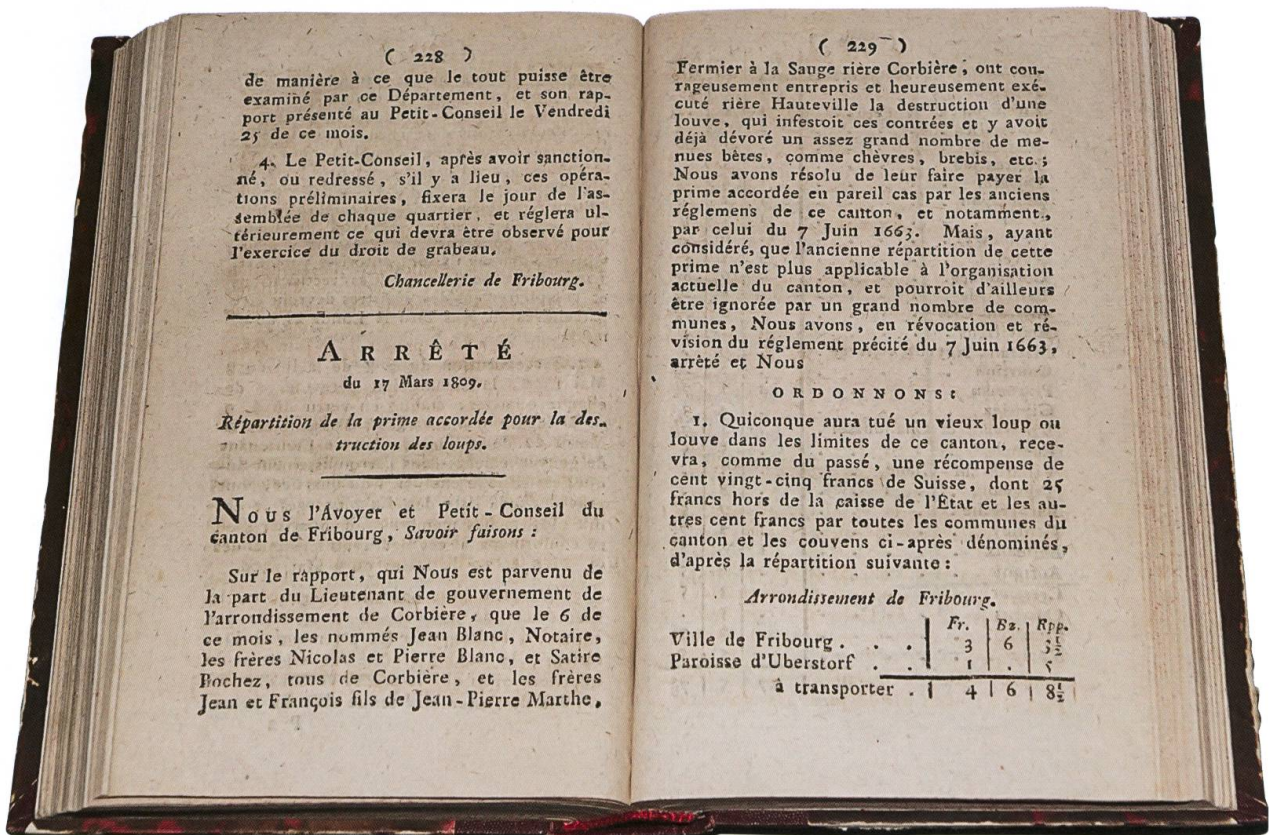 ( 228 )
de manière à ce que le tout puisse être
examiné par ce Département, et son rap-
port présenté au Petit-Conseil le Vendredi
25 de ce mois.
4. Le Petit-Conseil, après avoir sanction-
né, ou redressé, s'il y a lieu, ces opéra-
tions préliminaires, fixera le jour de l'as-
semblée de chaque quartier, et réglera ul-
térieurement ce qui devra être observé pour
l'exercice du droit de grabeau.
Chancellerie de Fribourg.
ARRÊTÉ
du 17 Mars 1809.
Répartition de la prime accordée pour la des-
truction des loups.
Nous l'Avoyer et Petit-Conseil du
canton de Fribourg, Savoir faisons :
Sur le rapport, qui Nous est parvenu de
la part du Lieutenant de gouvernement de
l'arrondissement de Corbière, que le 6 de
ce mois, les nommés Jean Blanc, Notaire,
les frères Nicolas et Pierre Blanc, et Satire
Bochez, tous de Corbière, et les frères
Jean et François fils de Jean-Pierre Marthe,
( 229 )
Fermier à la Sauge rière Corbière, ont cou-
rageusement entrepris et heureusement exé-
cuté rière Hauteville la destruction d'une
louve, qui infestoit ces contrées et y avoit
déjà dévoré un assez grand nombre de me-
nues bètes, comme chèvres, brebis, etc.;
Nous avons résolu de leur faire payer la
prime accordée en pareil cas par les anciens
réglemens de ce canton, et notamment,
par celui du 7 Juin 1663. Mais, ayant
considéré, que l'ancienne répartition de cette
prime n'est plus applicable à l'organisation
actuelle du canton, et pourroit d'ailleurs
être ignorée par un grand nombre de com-
munes, Nous avons, en révocation et ré-
vision du réglement précité du 7 Juin 1663,
arrèté et Nous
ORDONNONS:
1. Quiconque aura tué un vieux loup ou
louve dans les limites de ce canton, rece-
vra, comme du passé, une récompense de
cent vingt-cinq francs de Suisse, dont 25
francs hors de la caisse de l'État et les au-
tres cent francs par toutes les communes du
canton et les couvens ci-après dénominés,
d'après la répartition suivante :
Arrondissement de Fribourg.
Fr. | Bz. | Rpp.
Ville de Fribourg . . . | 3 | 6 | 3½
Paroisse d'Uberstorf . . | 1 | . | 5
à transporter . | 4 | 6 | 8½